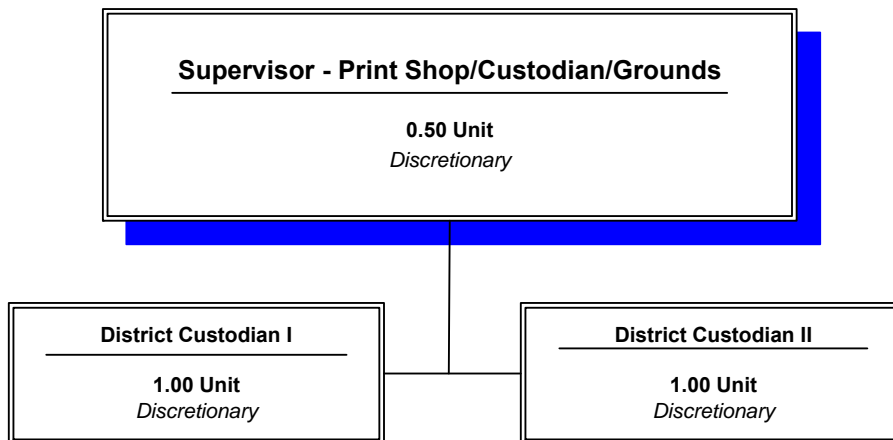 Supervisor - Print Shop/Custodian/Grounds
0.50 Unit
Discretionary
District Custodian I
1.00 Unit
Discretionary
District Custodian II
1.00 Unit
Discretionary